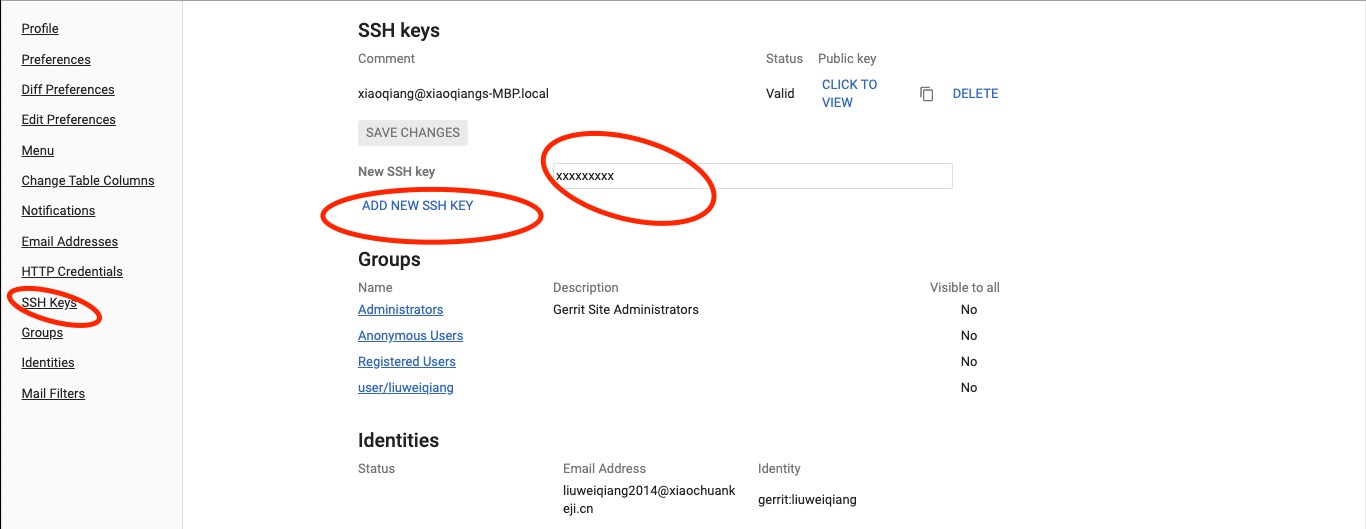 Profile
Preferences
Diff Preferences
Edit Preferences
Menu
Change Table Columns
Notifications
Email Addresses
HTTP Credentials
SSH Keys
Groups
Identities
Mail Filters
SSH keys
Comment Status Public key
xiaoqiang@xiaoqiangs-MBP.local Valid CLICK TO
VIEW DELETE
SAVE CHANGES
New SSH key xxxxxxxxx
ADD NEW SSH KEY
Groups
Name Description Visible to all
Administrators Gerrit Site Administrators No
Anonymous Users No
Registered Users No
user/liuweiqiang No
Identities
Status Email Address Identity
liuweiqiang2014@xiaochuank
eji.cn gerrit:liuweiqiang